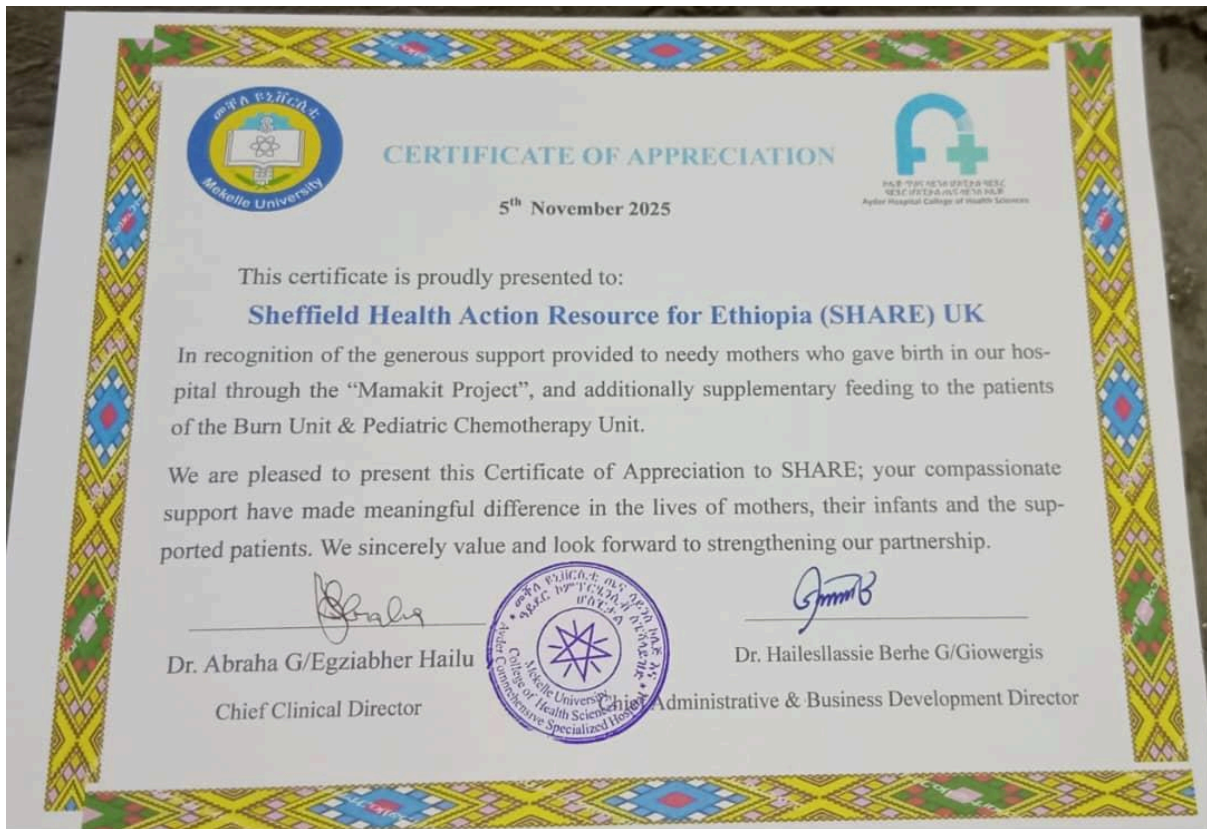 መቐለ ዩኒቨርሲቲ
Mekelle University
CERTIFICATE OF APPRECIATION
5th November 2025
Ayder Hospital College of Health Sciences
This certificate is proudly presented to:
Sheffield Health Action Resource for Ethiopia (SHARE) UK
In recognition of the generous support provided to needy mothers who gave birth in our hos-
pital through the “Mamakit Project”, and additionally supplementary feeding to the patients
of the Burn Unit & Pediatric Chemotherapy Unit.
We are pleased to present this Certificate of Appreciation to SHARE; your compassionate
support have made meaningful difference in the lives of mothers, their infants and the sup-
ported patients. We sincerely value and look forward to strengthening our partnership.
Dr. Abraha G/Egziabher Hailu
Chief Clinical Director
Mekelle University
College of Health Sciences
Ayder Comprehensive Specialized Hospital
Dr. Hailesllassie Berhe G/Giowergis
Chief Administrative & Business Development Director